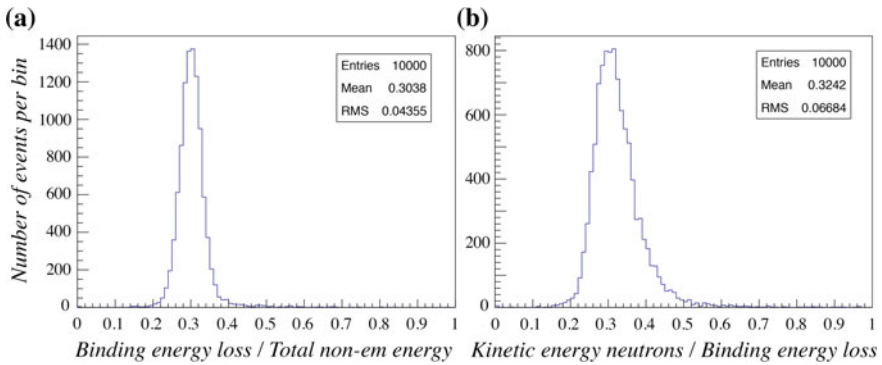 (a)
Number of events per bin
1400
1200
1000
800
600
400
200
0
Entries 10000
Mean 0.3038
RMS 0.04355
0 0.1 0.2 0.3 0.4 0.5 0.6 0.7 0.8 0.9 1
Binding energy loss / Total non-em energy
(b)
800
600
400
200
0
Entries 10000
Mean 0.3242
RMS 0.06684
0 0.1 0.2 0.3 0.4 0.5 0.6 0.7 0.8 0.9 1
Kinetic energy neutrons / Binding energy loss